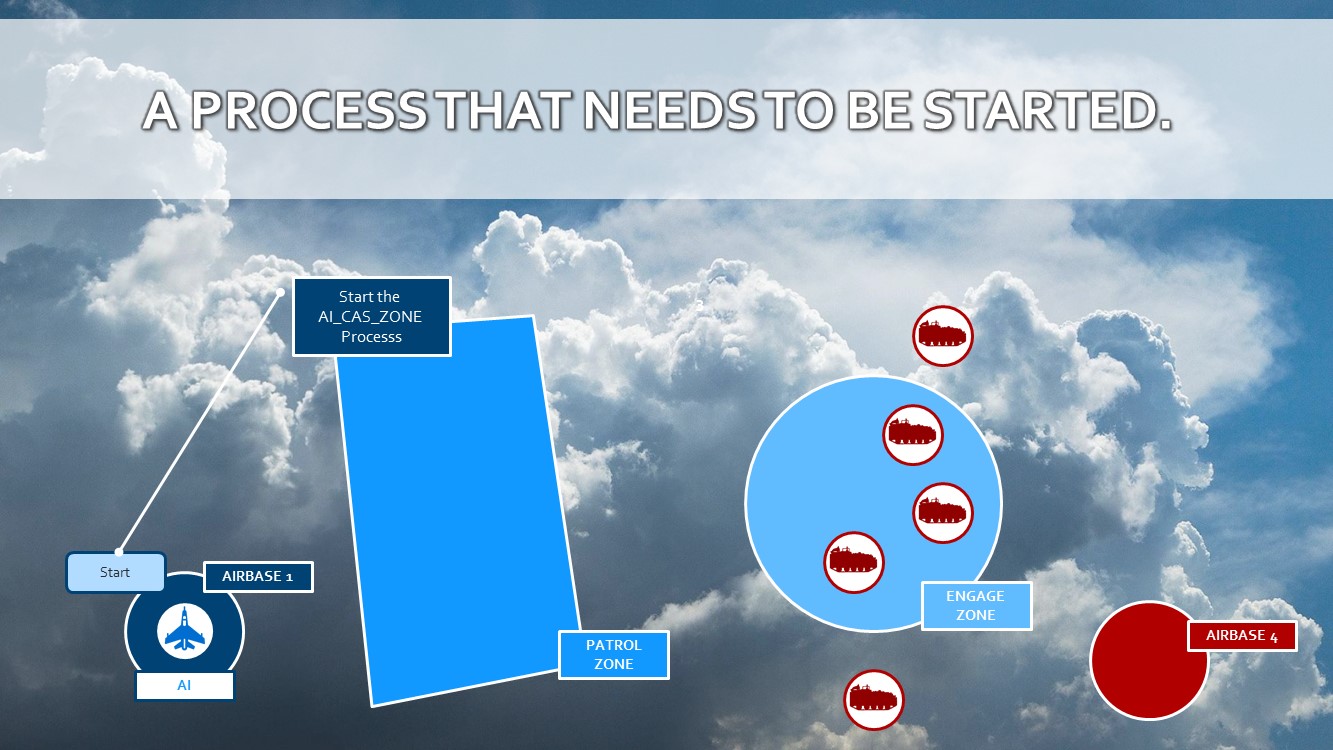 A PROCESS THAT NEEDS TO BE STARTED.
Start the
AI_CAS_ZONE
Processs
3
Start
AIRBASE 1
AI
PATROL
ZONE
ENGAGE
ZONE
AIRBASE 4